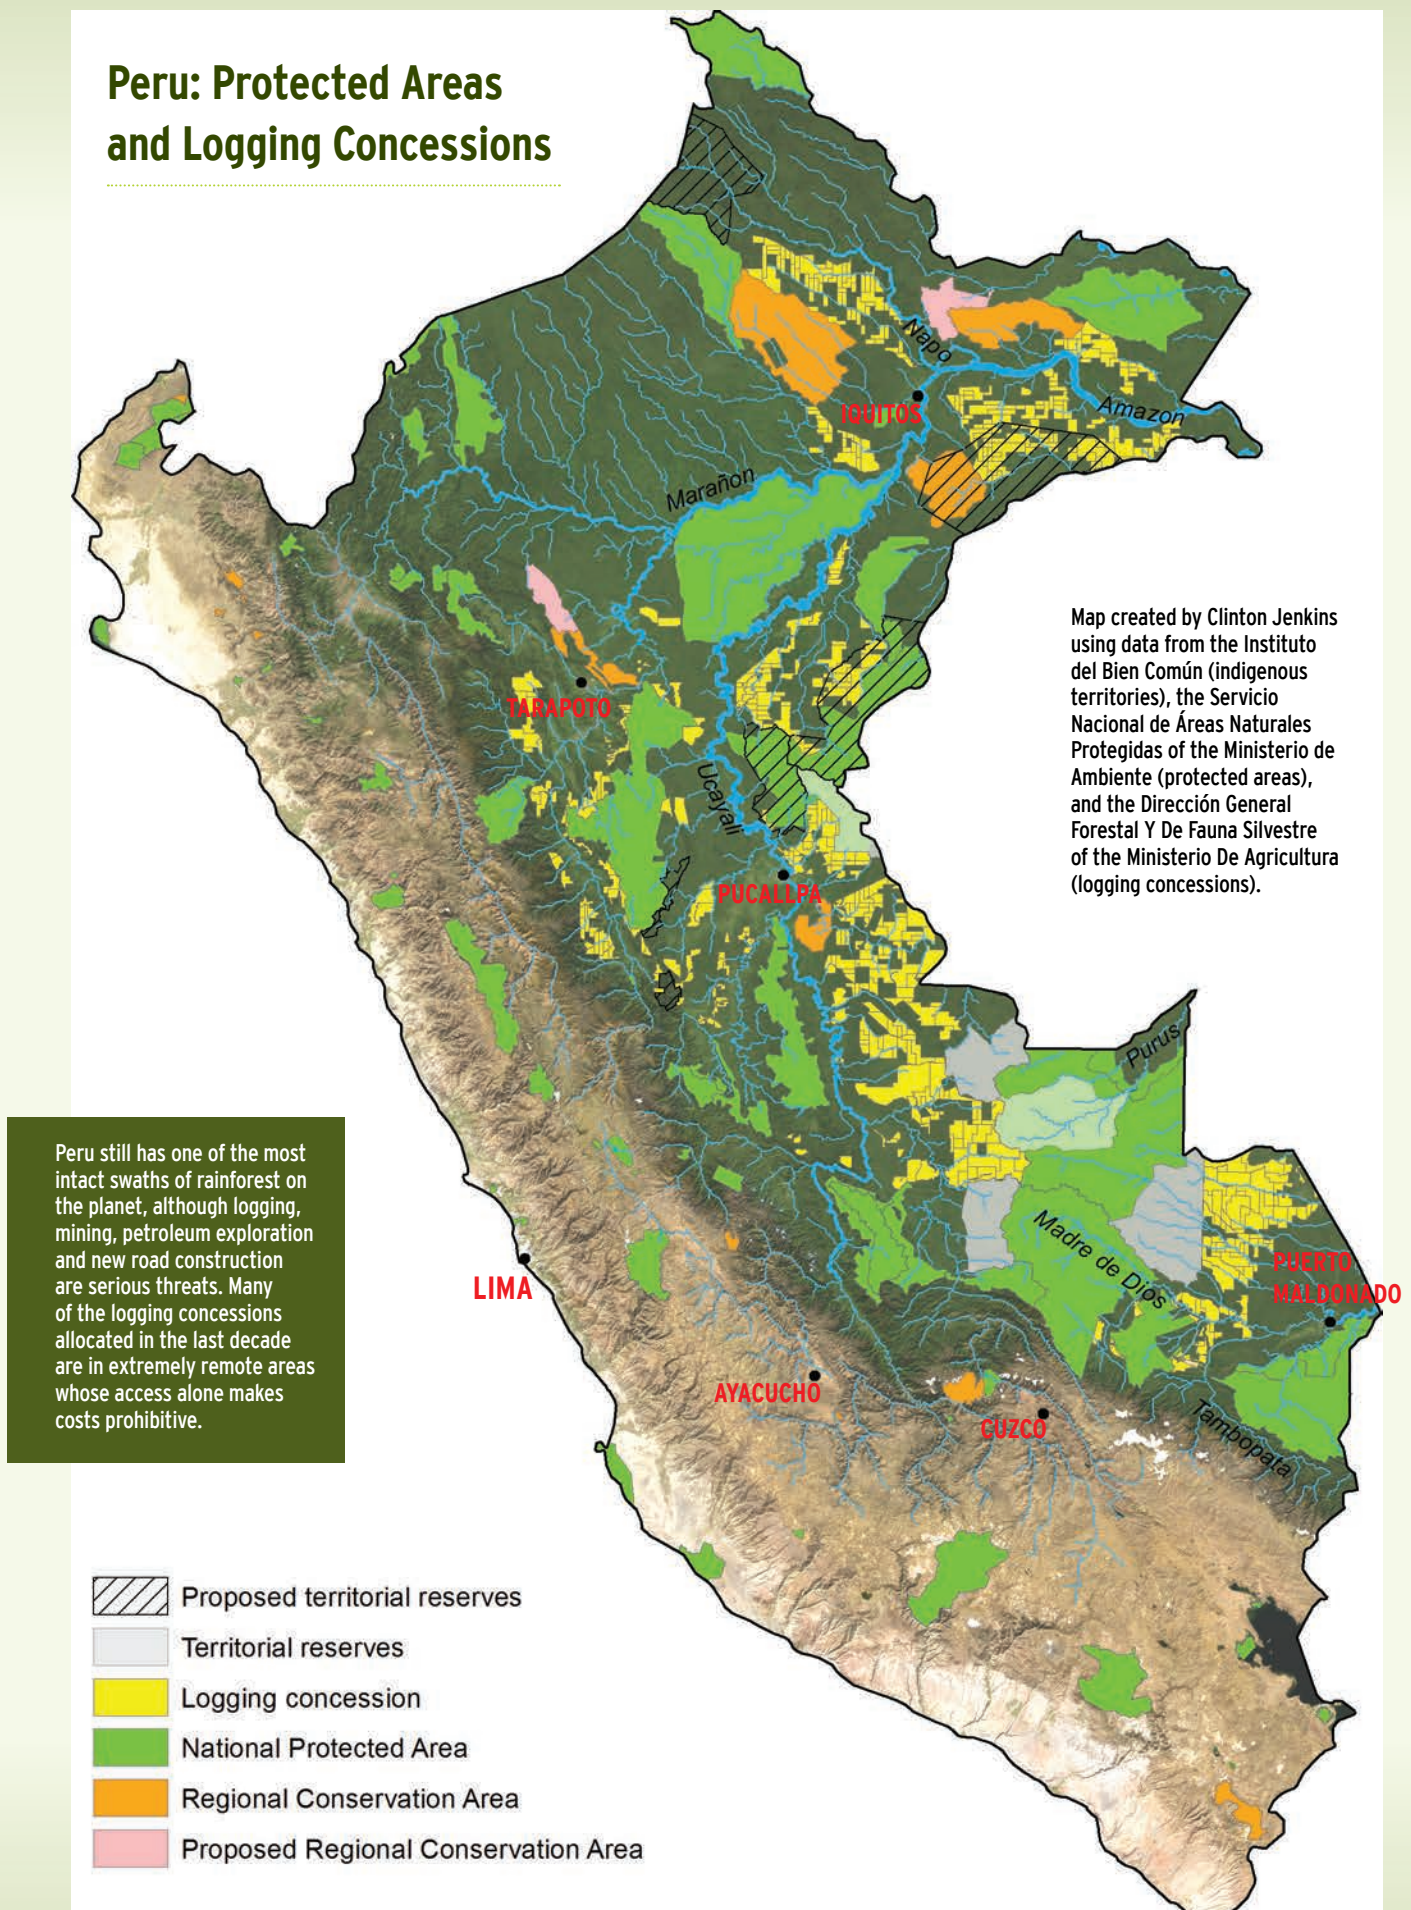 Peru: Protected Areas
and Logging Concessions
Napo
IQUITOS
Amazon
Marañon
TARAPOTO
Ucayali
PUCALLPA
Map created by Clinton Jenkins
using data from the Instituto
del Bien Común (indigenous
territories), the Servicio
Nacional de Áreas Naturales
Protegidas of the Ministerio de
Ambiente (protected areas),
and the Dirección General
Forestal Y De Fauna Silvestre
of the Ministerio De Agricultura
(logging concessions).
Purus
Peru still has one of the most
intact swaths of rainforest on
the planet, although logging,
mining, petroleum exploration
and new road construction
are serious threats. Many
of the logging concessions
allocated in the last decade
are in extremely remote areas
whose access alone makes
costs prohibitive.
Madre de Dios
PUERTO
MALDONADO
LIMA
AYACUCHO
CUZCO
Tambopata
Proposed territorial reserves
Territorial reserves
Logging concession
National Protected Area
Regional Conservation Area
Proposed Regional Conservation Area